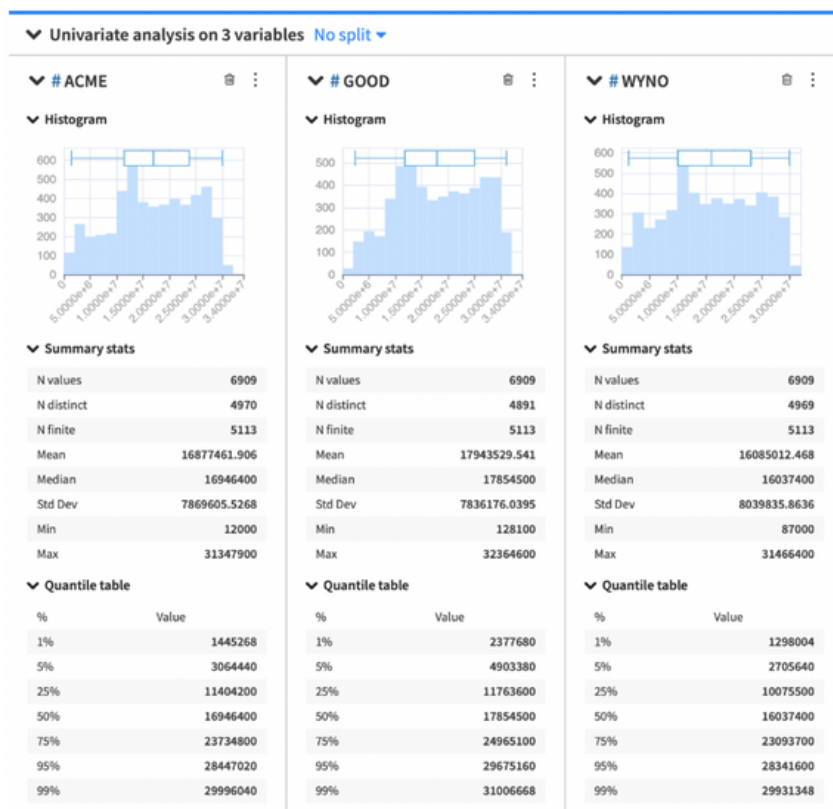 Univariate analysis on 3 variables No split
# ACME
Histogram
600
500
400
300
200
100
0
0
5.0000e+6
1.0000e+7
1.5000e+7
2.0000e+7
2.5000e+7
3.0000e+7
3.4000e+7
Summary stats
N values 6909
N distinct 4970
N finite 5113
Mean 16877461.906
Median 16946400
Std Dev 7869605.5268
Min 12000
Max 31347900
Quantile table
% Value
1% 1445268
5% 3064440
25% 11404200
50% 16946400
75% 23734800
95% 28447020
99% 29996040
# GOOD
Histogram
500
400
300
200
100
0
0
5.0000e+6
1.0000e+7
1.5000e+7
2.0000e+7
2.5000e+7
3.0000e+7
3.4000e+7
Summary stats
N values 6909
N distinct 4891
N finite 5113
Mean 17943529.541
Median 17854500
Std Dev 7836176.0395
Min 128100
Max 32364600
Quantile table
% Value
1% 2377680
5% 4903380
25% 11763600
50% 17854500
75% 24965100
95% 29675160
99% 31006668
# WYNO
Histogram
600
500
400
300
200
100
0
0
5.0000e+6
1.0000e+7
1.5000e+7
2.0000e+7
2.5000e+7
3.0000e+7
Summary stats
N values 6909
N distinct 4969
N finite 5113
Mean 16085012.468
Median 16037400
Std Dev 8039835.8636
Min 87000
Max 31466400
Quantile table
% Value
1% 1298004
5% 2705640
25% 10075500
50% 16037400
75% 23093700
95% 28341600
99% 29931348